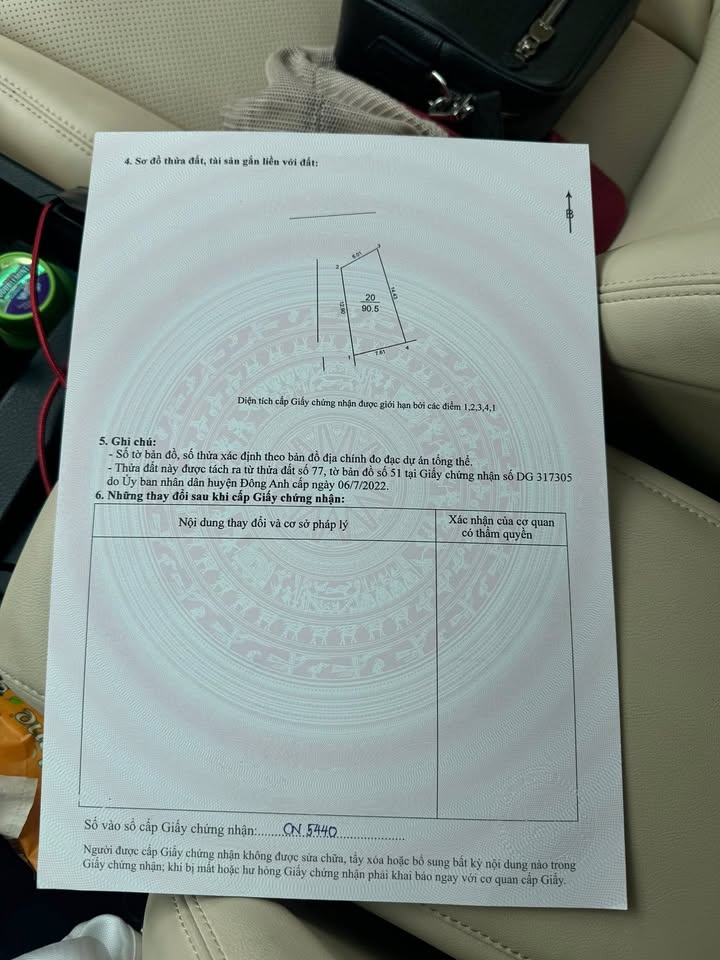 4. Sơ đồ thửa đất, tài sản gắn liền với đất:
B
3
6.01
2
20
90.5
12.90
14.43
1
7.61
4
Diện tích cấp Giấy chứng nhận được giới hạn bởi các điểm 1,2,3,4,1
5. Ghi chú:
- Số tờ bản đồ, số thửa xác định theo bản đồ địa chính đo đạc dự án tổng thể.
- Thửa đất này được tách ra từ thửa đất số 77, tờ bản đồ số 51 tại Giấy chứng nhận số DG 317305
do Ủy ban nhân dân huyện Đông Anh cấp ngày 06/7/2022.
6. Những thay đổi sau khi cấp Giấy chứng nhận:
Nội dung thay đổi và cơ sở pháp lý
Xác nhận của cơ quan
có thẩm quyền
Số vào sổ cấp Giấy chứng nhận:.......CN 5440..................
Người được cấp Giấy chứng nhận không được sửa chữa, tẩy xóa hoặc bổ sung bất kỳ nội dung nào trong
Giấy chứng nhận; khi bị mất hoặc hư hỏng Giấy chứng nhận phải khai báo ngay với cơ quan cấp Giấy.